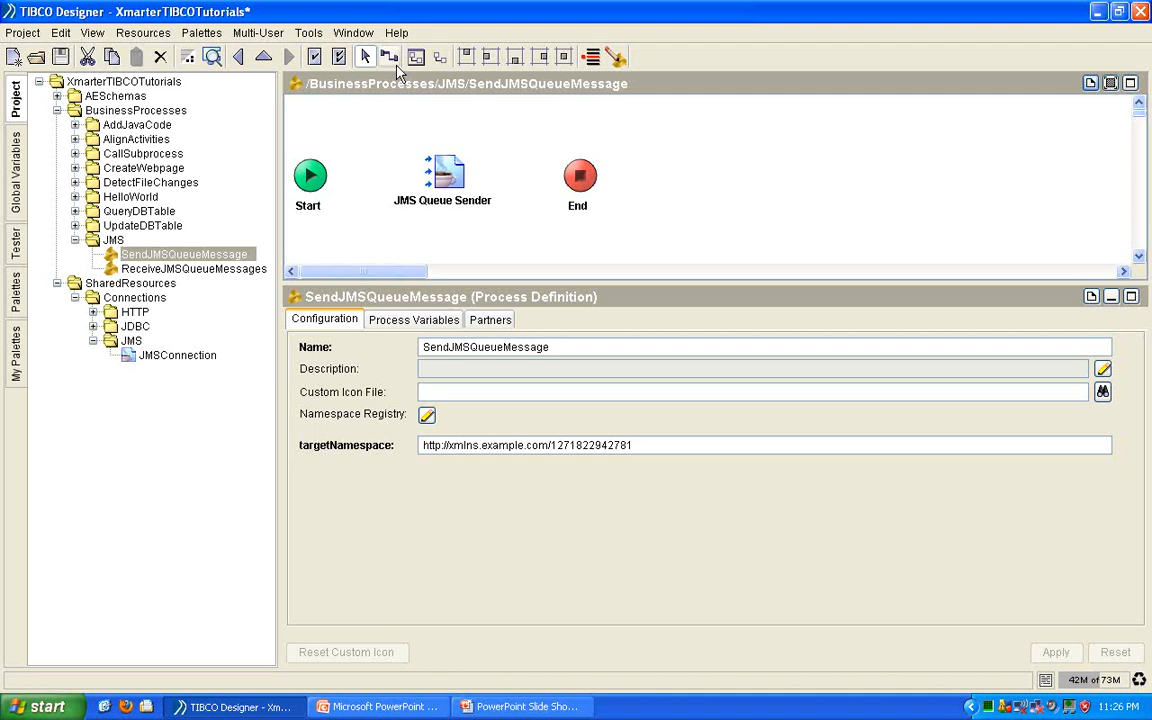 TIBCO Designer - XmarterTIBCOTutorials*
Project Edit View Resources Palettes Multi-User Tools Window Help
Project
Global Variables
Tester
Palettes
My Palettes
XmarterTIBCOTutorials
AESchemas
BusinessProcesses
AddJavaCode
AlignActivities
CallSubprocess
CreateWebpage
DetectFileChanges
HelloWorld
QueryDBTable
UpdateDBTable
JMS
SendJMSQueueMessage
ReceiveJMSQueueMessages
SharedResources
Connections
HTTP
JDBC
JMS
JMSConnection
/BusinessProcesses/JMS/SendJMSQueueMessage
Start
JMS Queue Sender
End
SendJMSQueueMessage (Process Definition)
Configuration Process Variables Partners
Name: SendJMSQueueMessage
Description:
Custom Icon File:
Namespace Registry:
targetNamespace: http://xmlns.example.com/1271822942781
Reset Custom Icon Apply Reset
42M of 73M
start TIBCO Designer - Xm... Microsoft PowerPoint ... PowerPoint Slide Sho... 11:26 PM